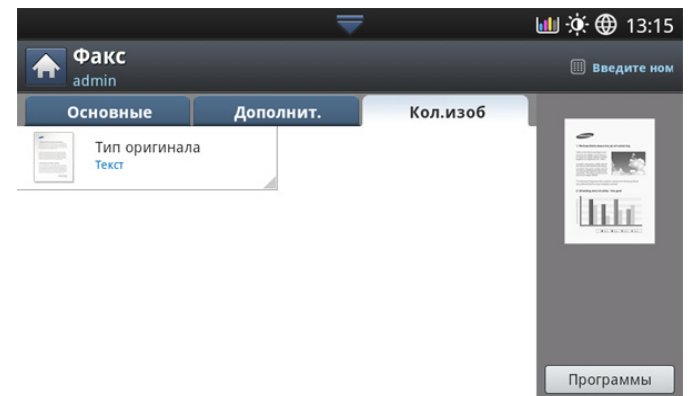 13:15
Факс
admin
Введите ном
Основные
Дополнит.
Кол.изоб
Тип оригинала
Текст
Программы